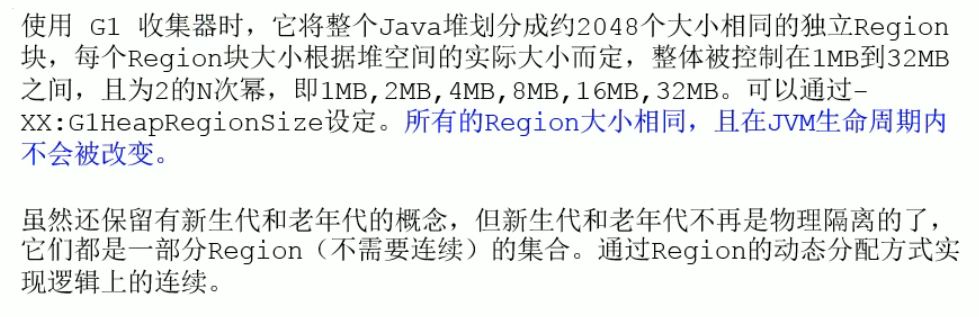 使用 G1 收集器时，它将整个Java堆划分成约2048个大小相同的独立Region
块，每个Region块大小根据堆空间的实际大小而定，整体被控制在1MB到32MB
之间，且为2的N次幂，即1MB,2MB,4MB,8MB,16MB,32MB。可以通过-
XX:G1HeapRegionSize设定。所有的Region大小相同，且在JVM生命周期内
不会被改变。
虽然还保留有新生代和老年代的概念，但新生代和老年代不再是物理隔离的了，
它们都是一部分Region（不需要连续）的集合。通过Region的动态分配方式实
现逻辑上的连续。